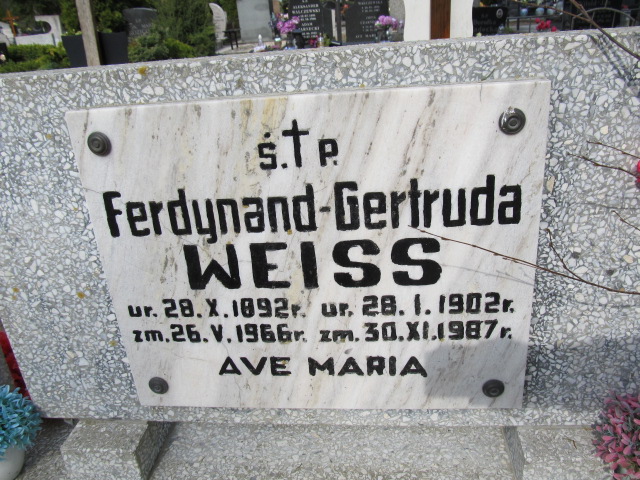 Ś.†P.
Ferdynand-Gertruda
WEISS
ur. 28.X.1892r. ur. 28.I.1902r.
zm. 26.V.1966r. zm. 30.XI.1987r.
AVE MARIA